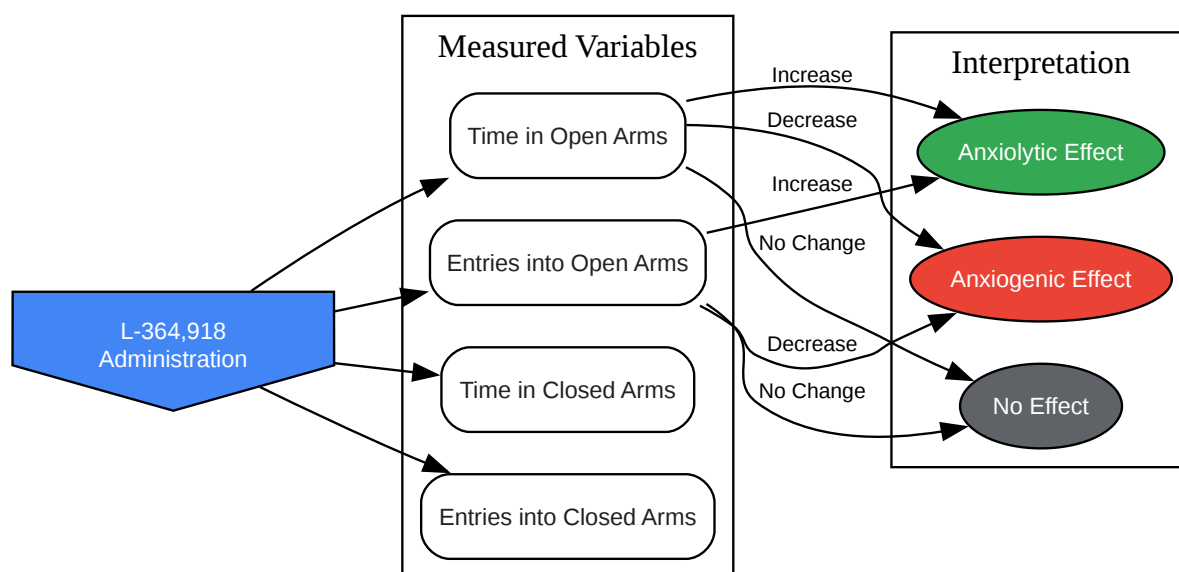 Measured Variables
Interpretation
L-364,918
Administration
Time in Open Arms
Entries into Open Arms
Time in Closed Arms
Entries into Closed Arms
Increase
Decrease
Increase
No Change
Decrease
No Change
Anxiolytic Effect
Anxiogenic Effect
No Effect